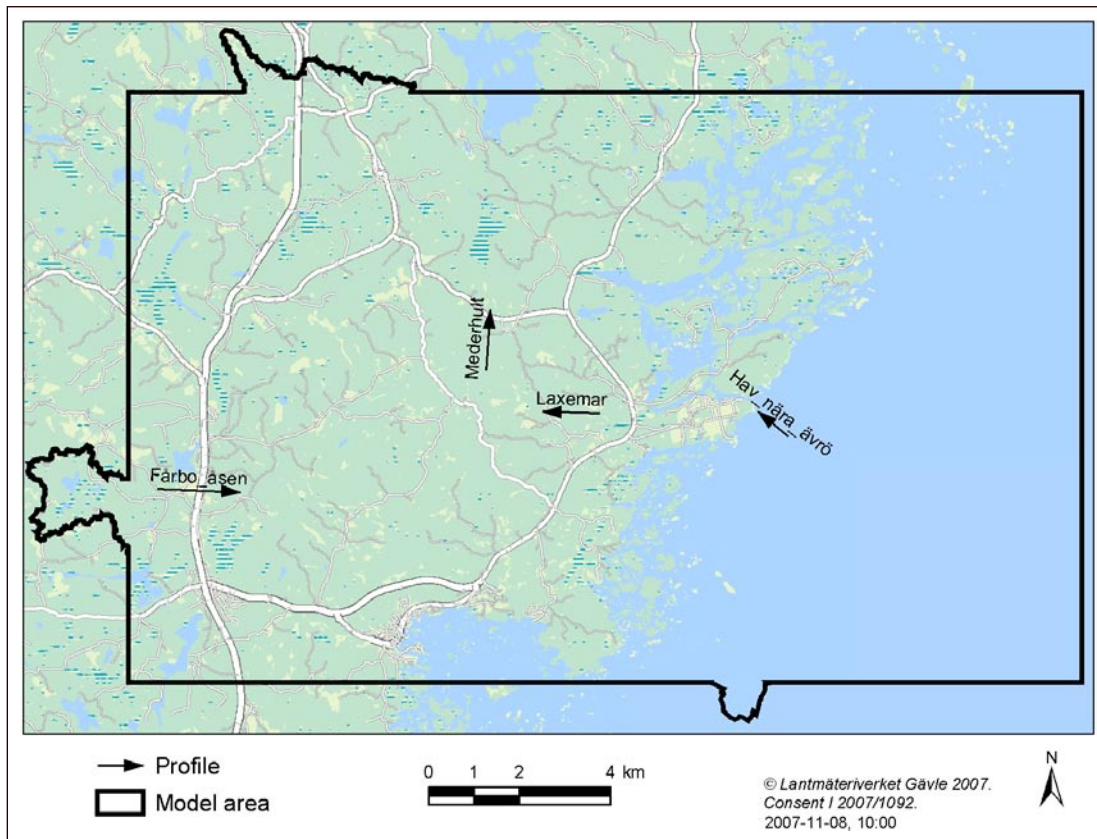 Mederhult
Laxemar
Hav_nära_ävrö
Fårbo_åsen
Profile
Model area
0 1 2 4 km
N
© Lantmäteriverket Gävle 2007.
Consent I 2007/1092.
2007-11-08, 10:00